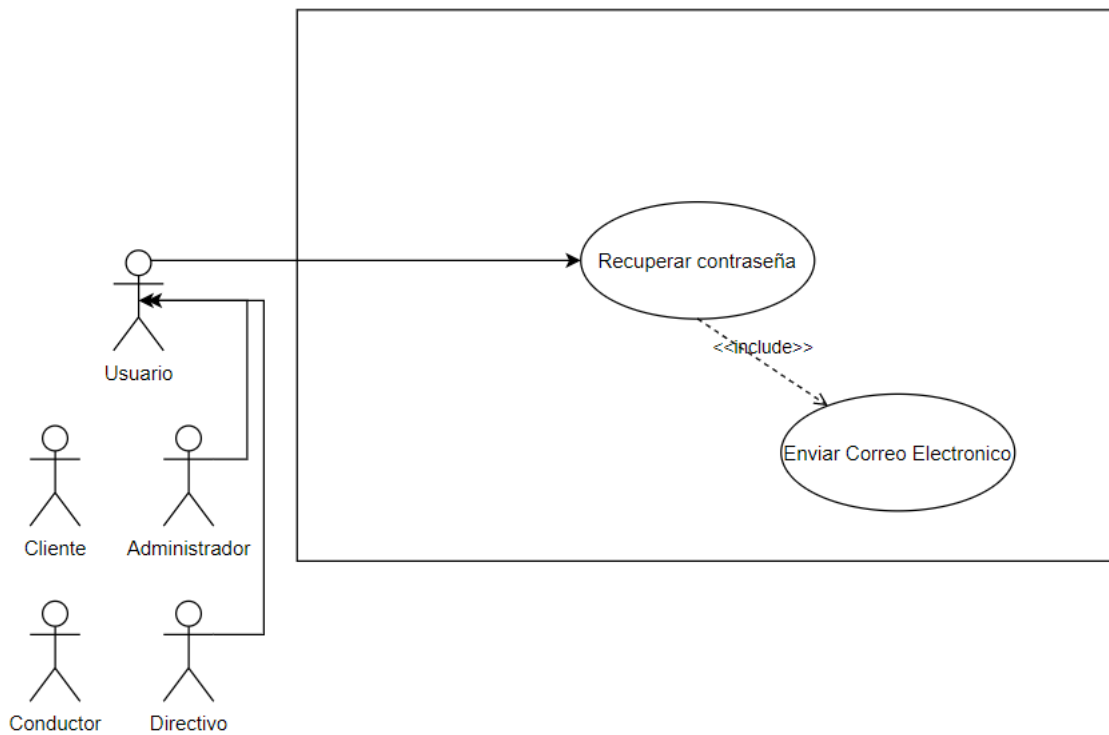 Recuperar contraseña
<<include>>
Usuario
Enviar Correo Electronico
Cliente
Administrador
Conductor
Directivo